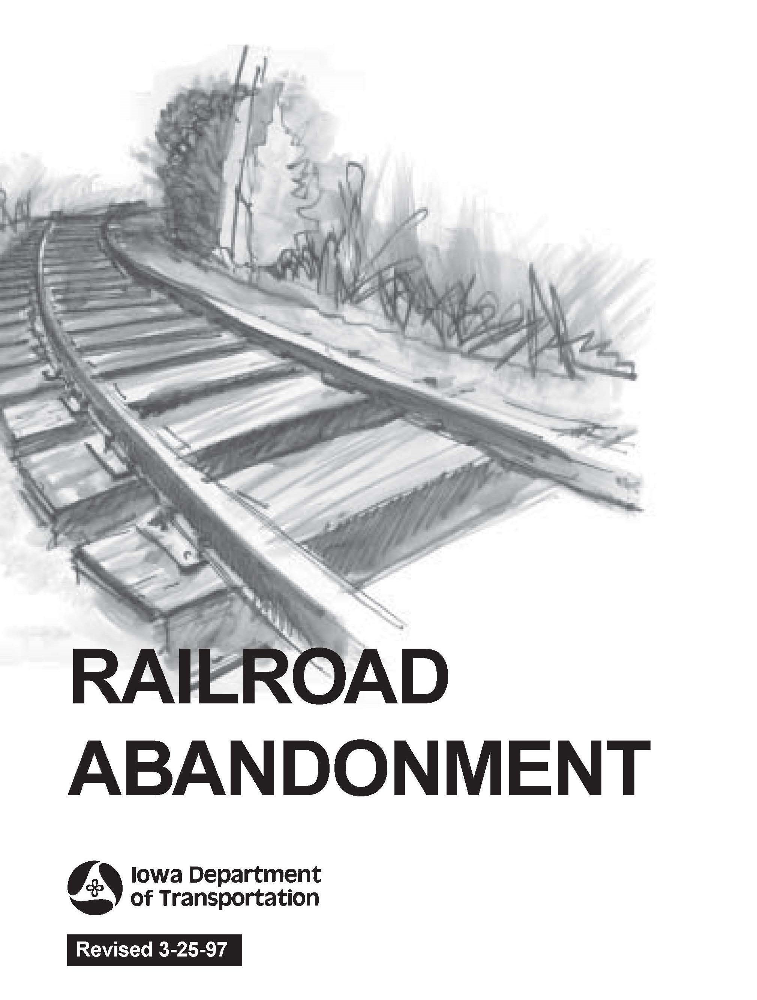 RAILROAD
ABANDONMENT
Iowa Department
of Transportation
Revised 3-25-97